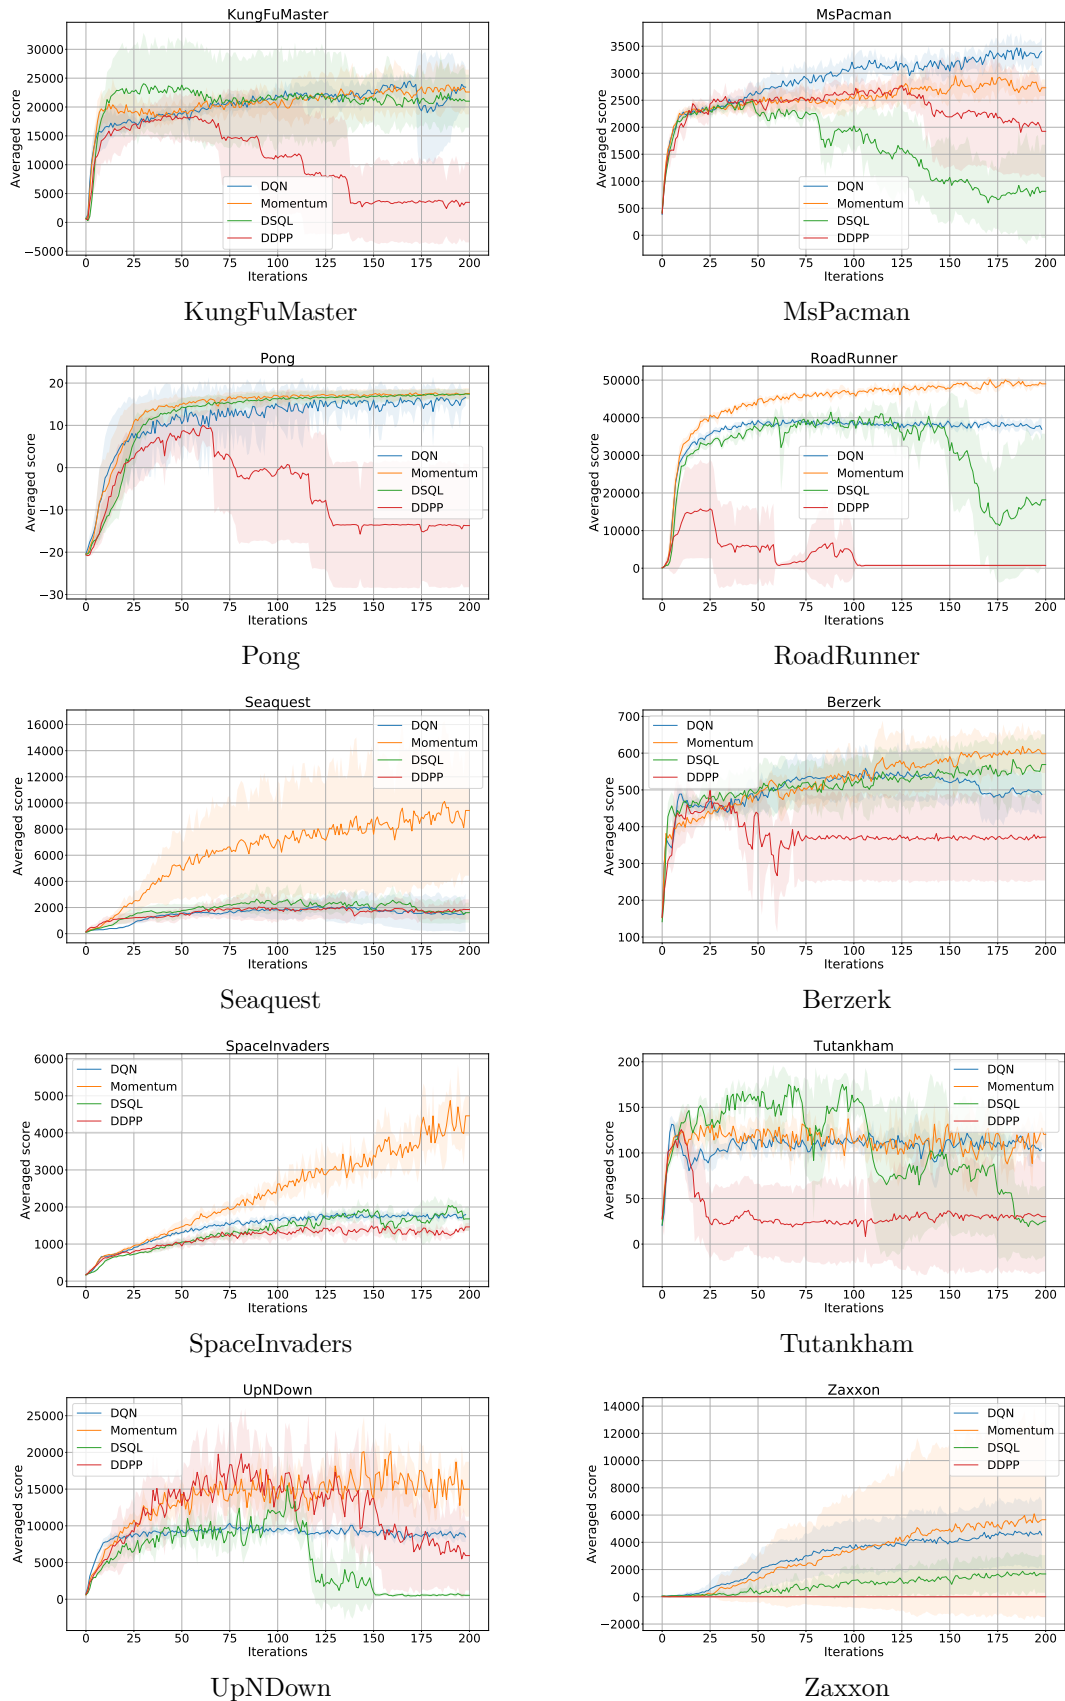 KungFuMaster
Averaged score
30000
25000
20000
15000
10000
5000
0
−5000
DQN
Momentum
DSQL
DDPP
0 25 50 75 100 125 150 175 200
Iterations
KungFuMaster
MsPacman
Averaged score
3500
3000
2500
2000
1500
1000
500
0
DQN
Momentum
DSQL
DDPP
0 25 50 75 100 125 150 175 200
Iterations
MsPacman
Pong
Averaged score
20
10
0
−10
−20
−30
DQN
Momentum
DSQL
DDPP
0 25 50 75 100 125 150 175 200
Iterations
Pong
RoadRunner
Averaged score
50000
40000
30000
20000
10000
0
DQN
Momentum
DSQL
DDPP
0 25 50 75 100 125 150 175 200
Iterations
RoadRunner
Seaquest
Averaged score
16000
14000
12000
10000
8000
6000
4000
2000
0
DQN
Momentum
DSQL
DDPP
0 25 50 75 100 125 150 175 200
Iterations
Seaquest
Berzerk
Averaged score
700
600
500
400
300
200
100
DQN
Momentum
DSQL
DDPP
0 25 50 75 100 125 150 175 200
Iterations
Berzerk
SpaceInvaders
Averaged score
6000
5000
4000
3000
2000
1000
0
DQN
Momentum
DSQL
DDPP
0 25 50 75 100 125 150 175 200
Iterations
SpaceInvaders
Tutankham
Averaged score
200
150
100
50
0
DQN
Momentum
DSQL
DDPP
0 25 50 75 100 125 150 175 200
Iterations
Tutankham
UpNDown
Averaged score
25000
20000
15000
10000
5000
0
DQN
Momentum
DSQL
DDPP
0 25 50 75 100 125 150 175 200
Iterations
UpNDown
Zaxxon
Averaged score
14000
12000
10000
8000
6000
4000
2000
0
−2000
DQN
Momentum
DSQL
DDPP
0 25 50 75 100 125 150 175 200
Iterations
Zaxxon